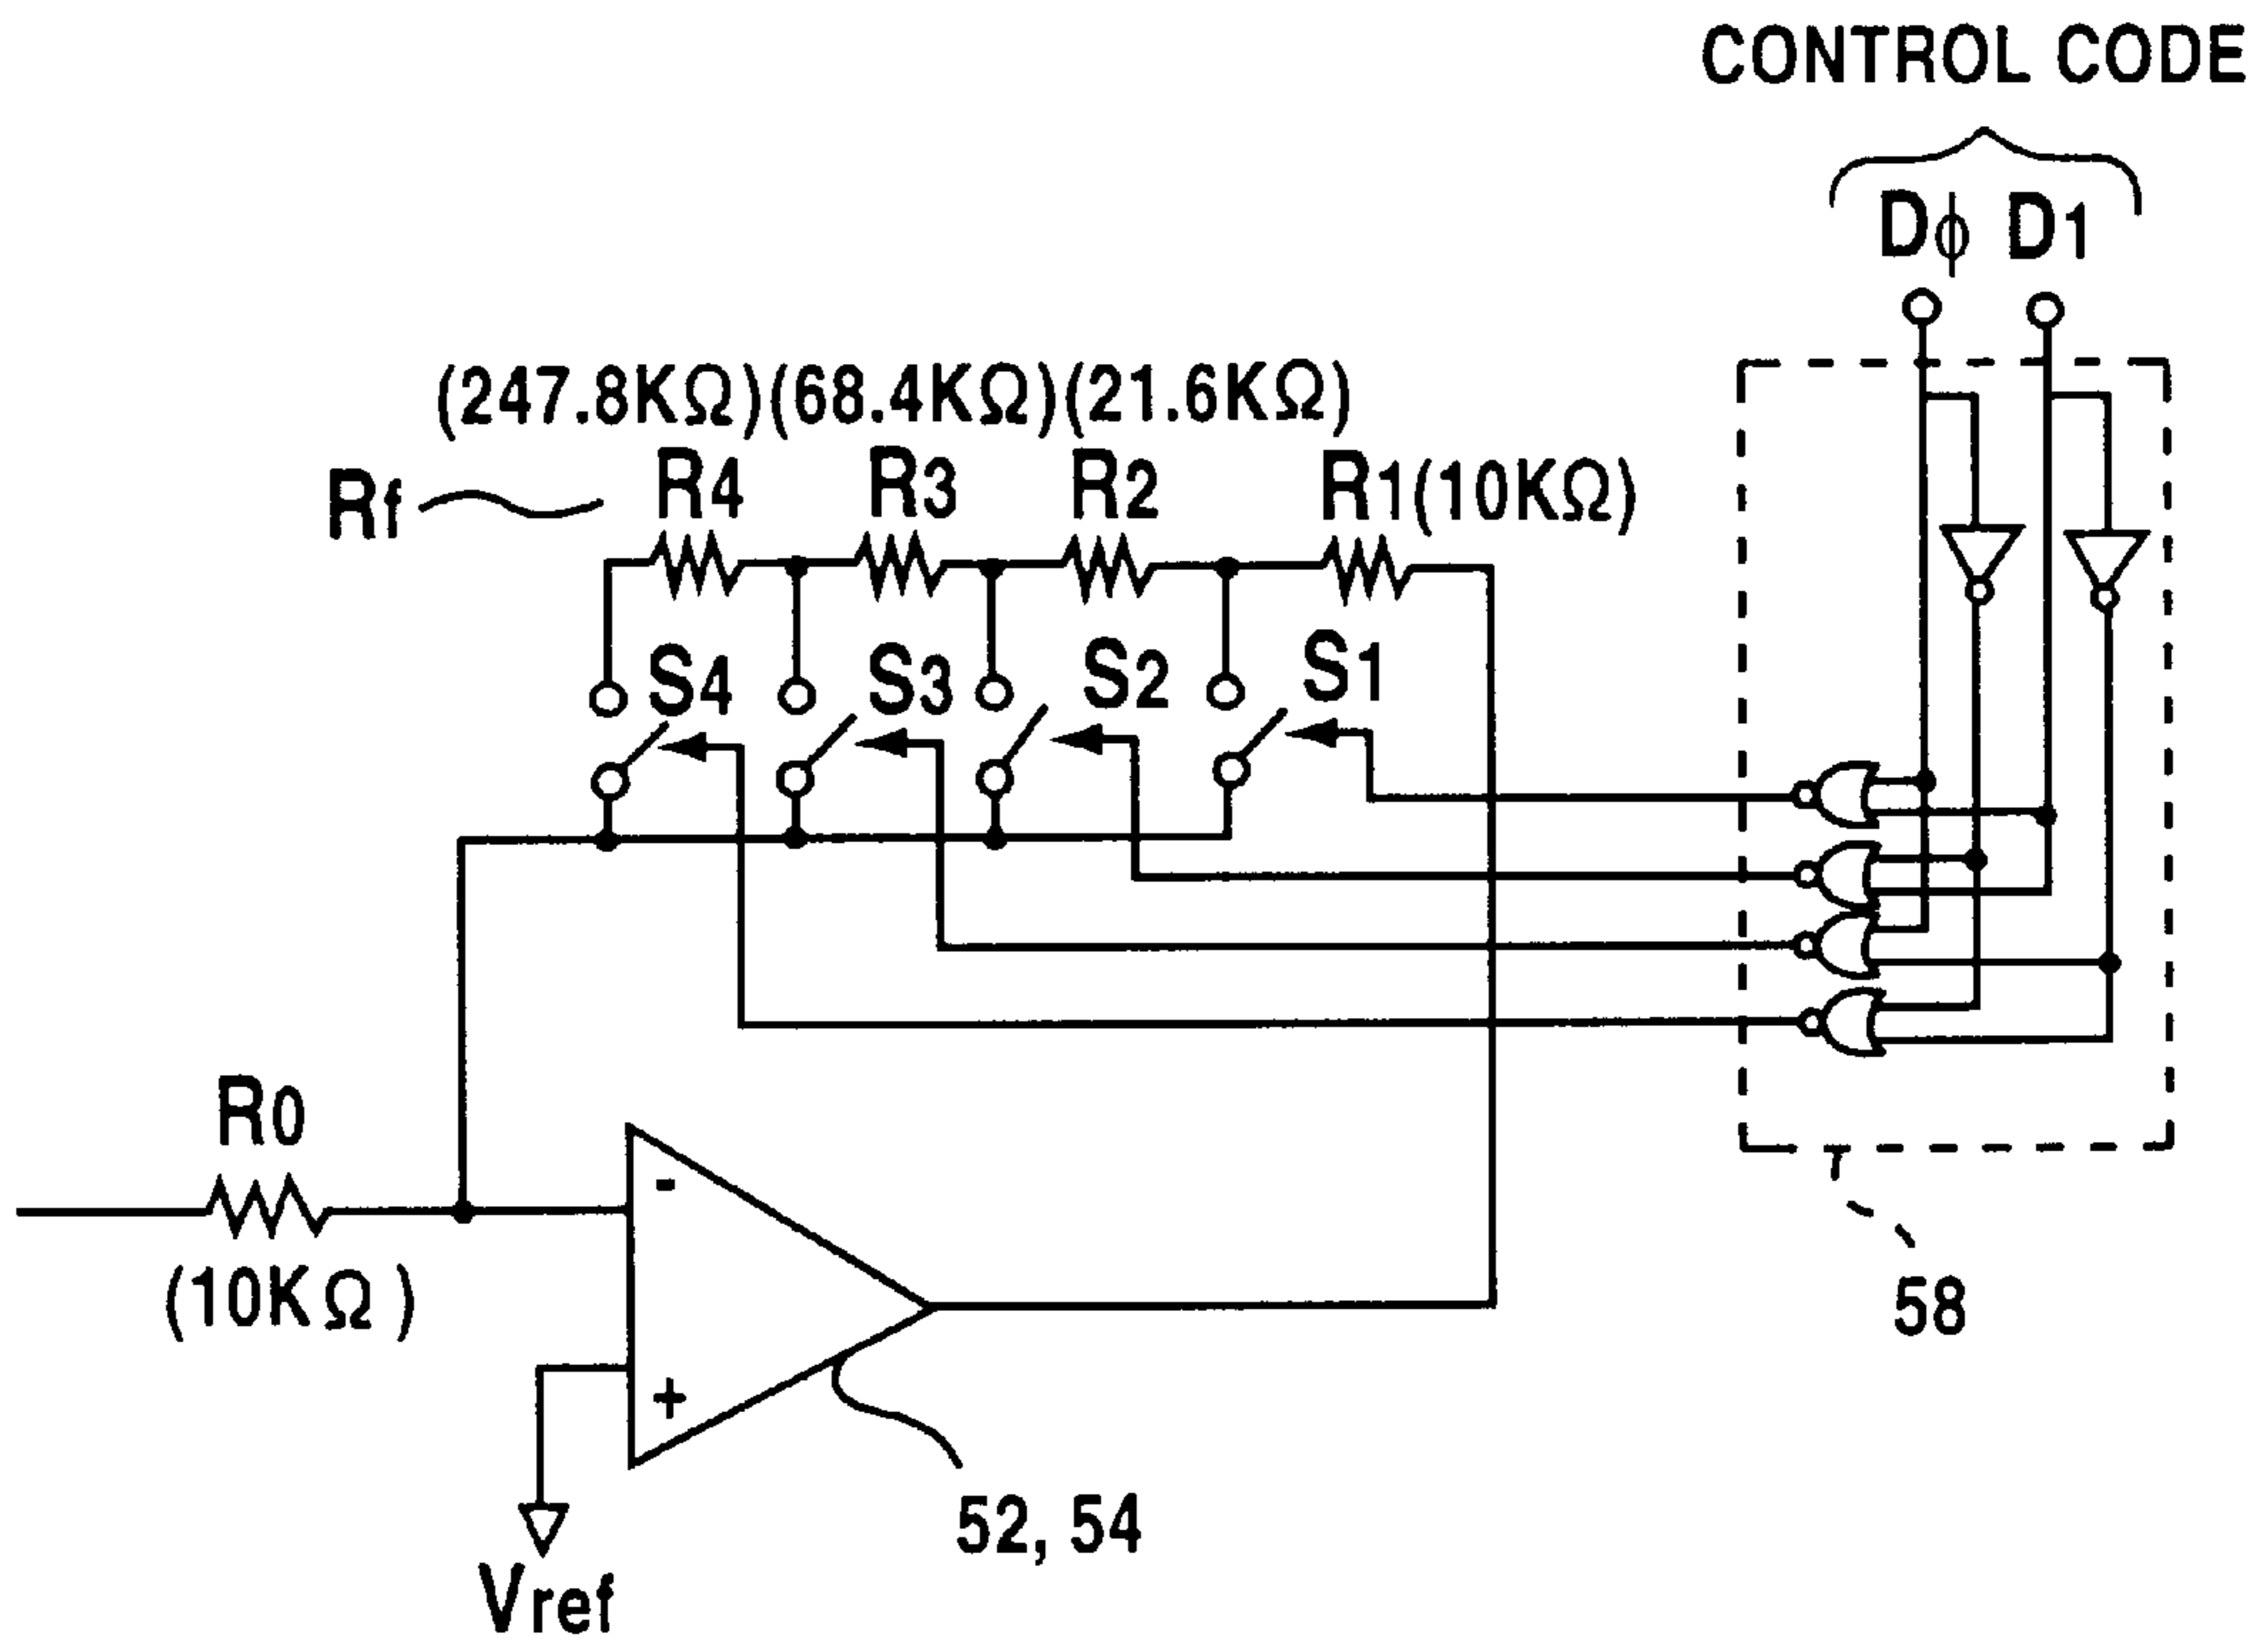 CONTROL CODE
Dϕ D1
(247.8KΩ)(68.4KΩ)(21.6KΩ)
Rf R4 R3 R2 R1(10KΩ)
S4 S3 S2 S1
R0
-
(10KΩ)
58
+
52, 54
Vref